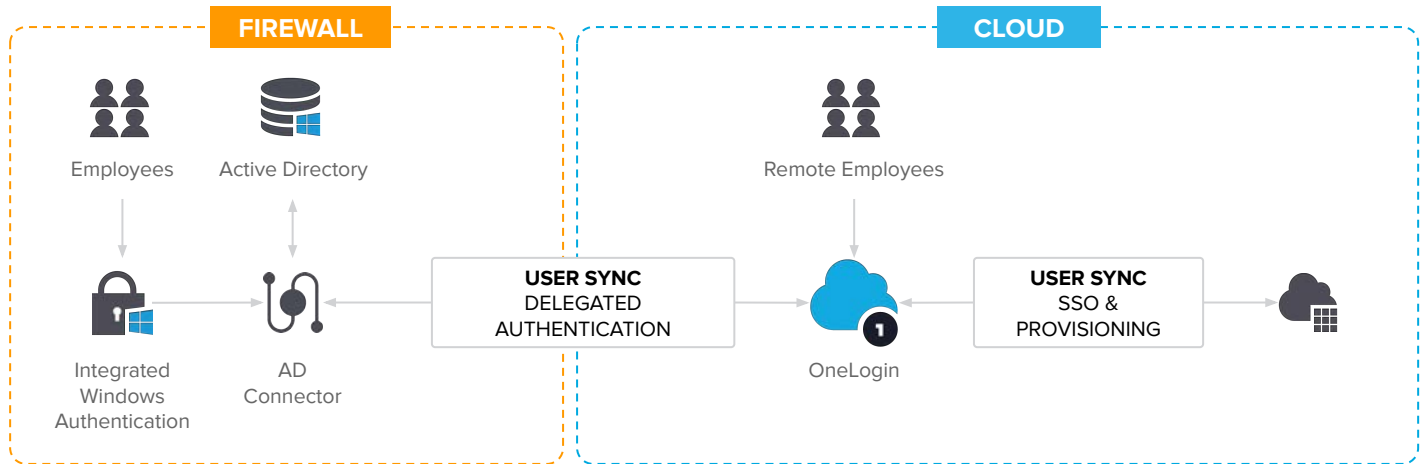 FIREWALL
CLOUD
Employees
Active Directory
Remote Employees
USER SYNC
DELEGATED
AUTHENTICATION
USER SYNC
SSO &
PROVISIONING
1
Integrated
Windows
Authentication
AD
Connector
OneLogin